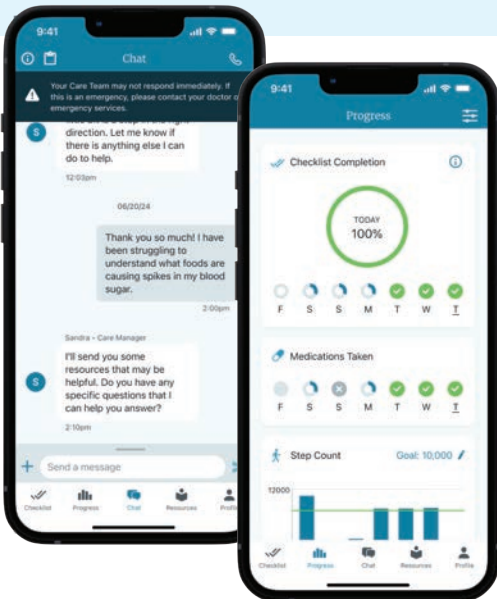 9:41
Chat
Your Care Team may not respond immediately. If
this is an emergency, please contact your doctor o
emergency services.
S
direction. Let me know if
there is anything else I can
do to help.
12:03pm
06/20/24
Thank you so much! I have
been struggling to
understand what foods are
causing spikes in my blood
sugar.
2:00pm
Sandra - Care Manager
I'll send you some
resources that may be
helpful. Do you have any
specific questions that I
can help you answer?
S
2:10pm
Send a message
Checklist
Progress
Chat
Resources
Profile
9:41
Progress
Checklist Completion
TODAY
100%
F S S M T W T
Medications Taken
F S S M T W T
Step Count
Goal: 10,000
12000
Checklist
Progress
Chat
Resources
Profile